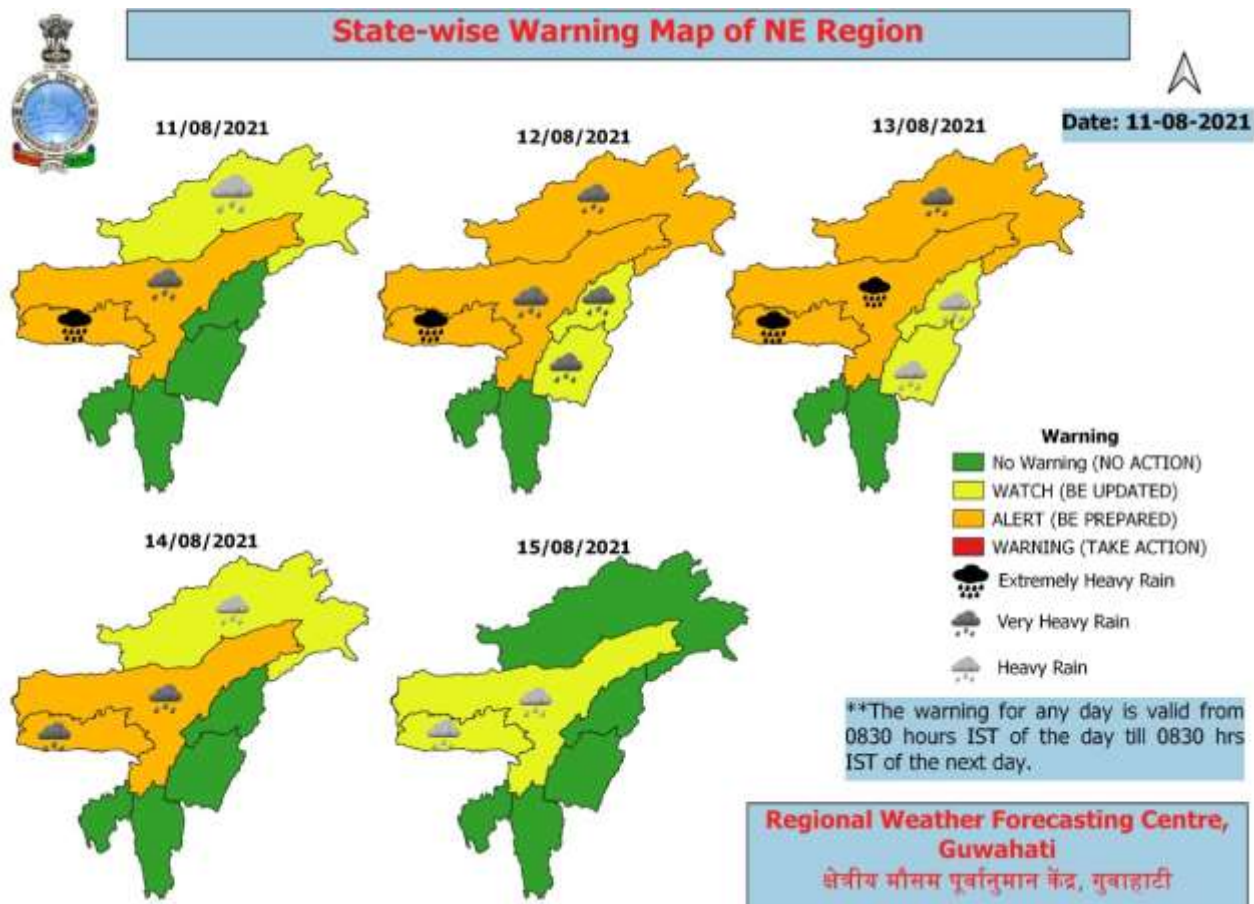 State-wise Warning Map of NE Region
Date: 11-08-2021
11/08/2021
12/08/2021
13/08/2021
Warning
No Warning (NO ACTION)
WATCH (BE UPDATED)
ALERT (BE PREPARED)
WARNING (TAKE ACTION)
Extremely Heavy Rain
Very Heavy Rain
Heavy Rain
14/08/2021
15/08/2021
**The warning for any day is valid from
0830 hours IST of the day till 0830 hrs
IST of the next day.
Regional Weather Forecasting Centre,
Guwahati
क्षेत्रीय मौसम पूर्वानुमान केंद्र, गुवाहाटी